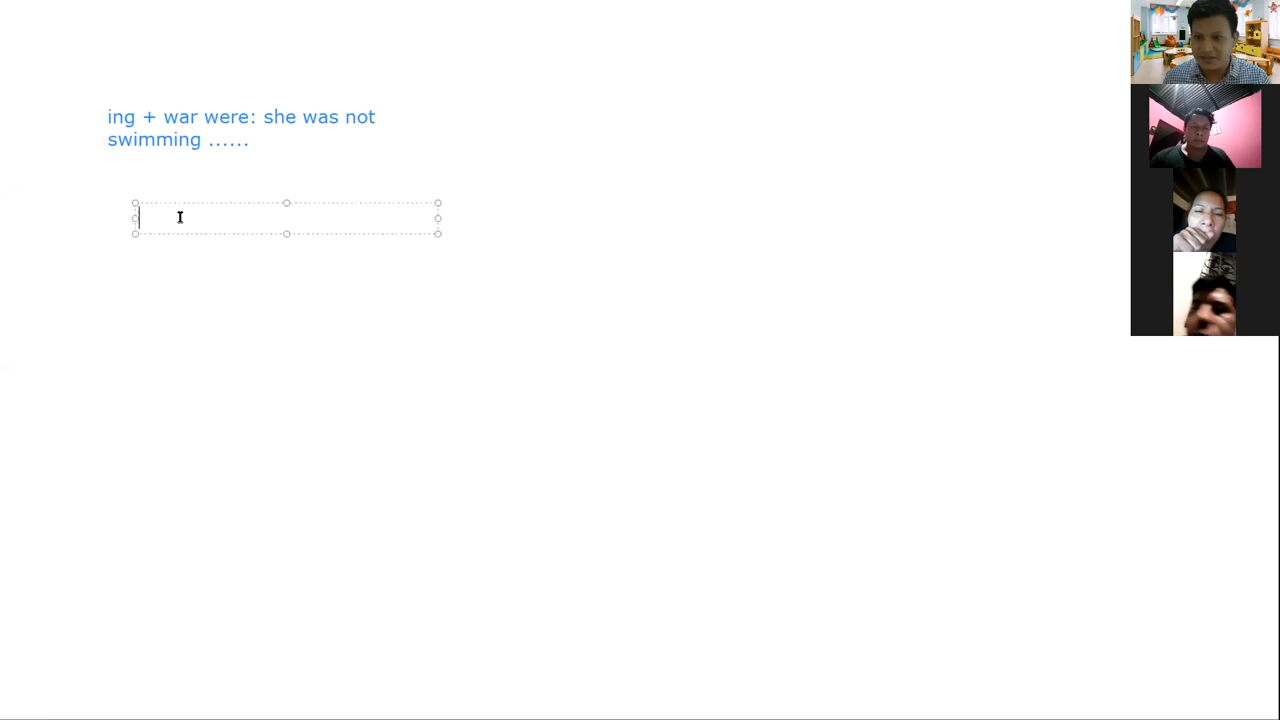 ing + war were: she was not
swimming ......